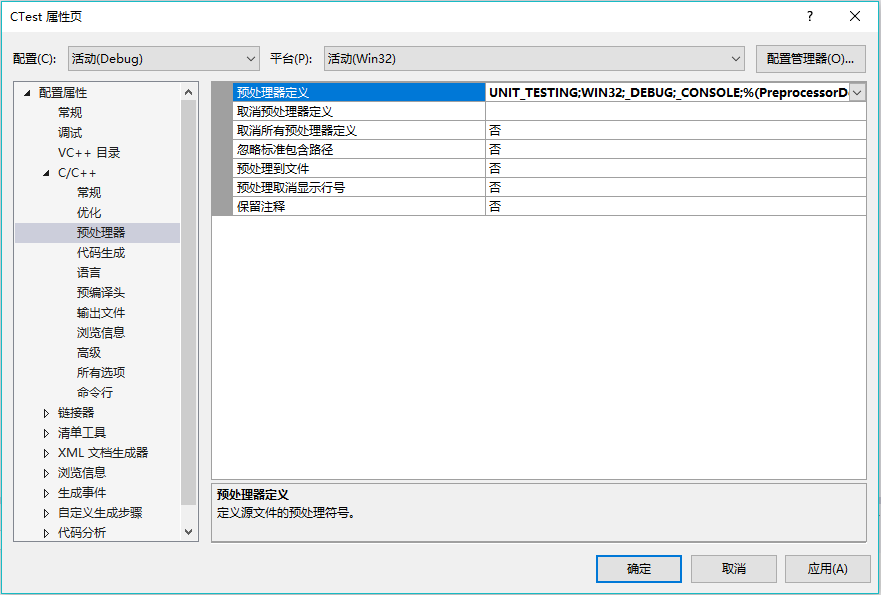 CTest 属性页
配置(C): 活动(Debug) 平台(P): 活动(Win32) 配置管理器(O)...
配置属性
常规
调试
VC++ 目录
C/C++
常规
优化
预处理器
代码生成
语言
预编译头
输出文件
浏览信息
高级
所有选项
命令行
链接器
清单工具
XML 文档生成器
浏览信息
生成事件
自定义生成步骤
代码分析
预处理器定义 UNIT_TESTING;WIN32;_DEBUG;_CONSOLE;%(PreprocessorD
取消预处理器定义
取消所有预处理器定义 否
忽略标准包含路径 否
预处理到文件 否
预处理取消显示行号 否
保留注释 否
预处理器定义
定义源文件的预处理符号。
确定 取消 应用(A)